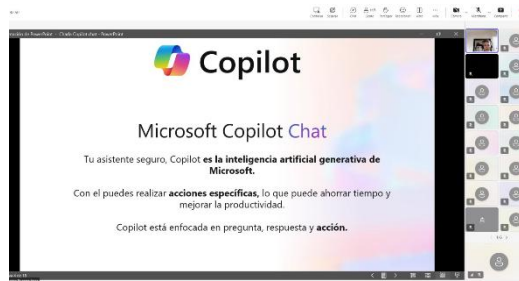 Copilot
Microsoft Copilot Chat
Tu asistente seguro, Copilot es la inteligencia artificial generativa de
Microsoft.
Con el puedes realizar acciones específicas, lo que puede ahorrar tiempo y
mejorar la productividad.
Copilot está enfocada en pregunta, respuesta y acción.